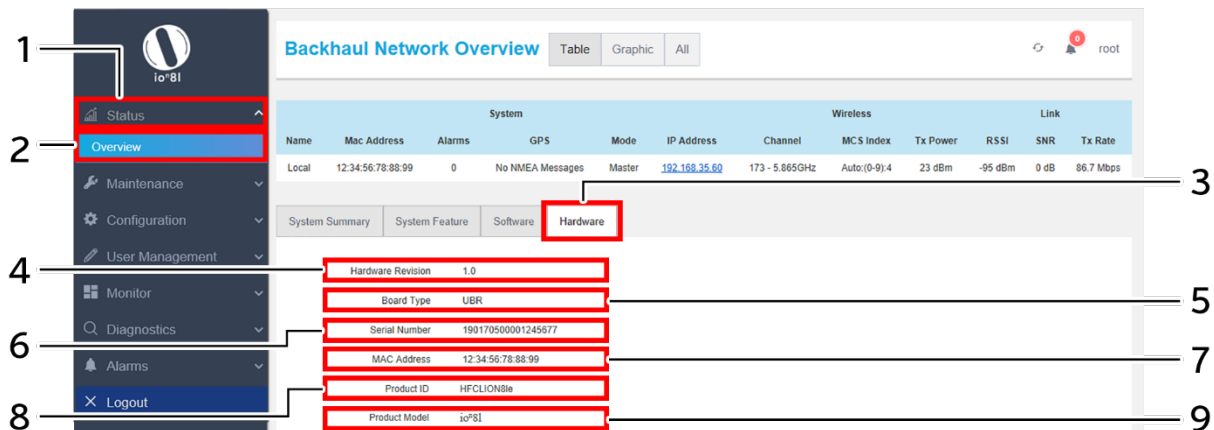 1
2
3
4
5
6
7
8
9
ioⁿ8l
Status
Overview
Maintenance
Configuration
User Management
Monitor
Diagnostics
Alarms
Logout
Backhaul Network Overview Table Graphic All 0 root
System Wireless Link
Name Mac Address Alarms GPS Mode IP Address Channel MCS Index Tx Power RSSI SNR Tx Rate
Local 12:34:56:78:88:99 0 No NMEA Messages Master 192.168.35.60 173 - 5.865GHz Auto:(0-9):4 23 dBm -95 dBm 0 dB 86.7 Mbps
System Summary System Feature Software Hardware
Hardware Revision 1.0
Board Type UBR
Serial Number 190170500001245677
MAC Address 12:34:56:78:88:99
Product ID HFCLION8Ie
Product Model ioⁿ8l